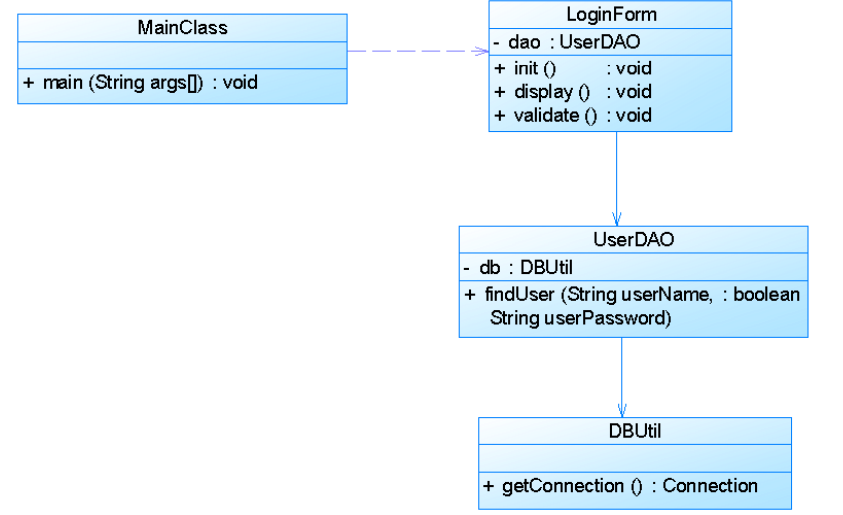 MainClass
+ main (String args[]) : void
LoginForm
- dao : UserDAO
+ init () : void
+ display () : void
+ validate () : void
UserDAO
- db : DBUtil
+ findUser (String userName, : boolean
String userPassword)
DBUtil
+ getConnection () : Connection